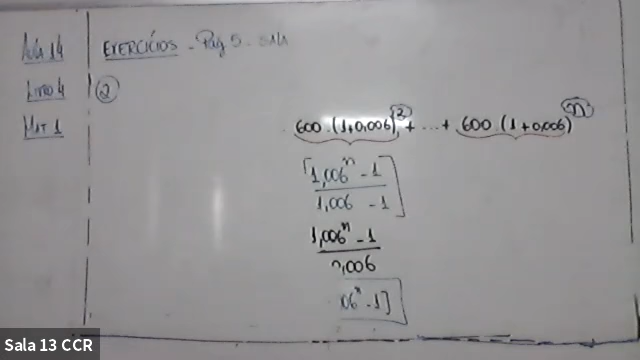 AULA 14
EXERCÍCIOS - Pág 5 - SALA
LIVRO 4
2
MAT 1
600 . (1+0,006)² + ... + 600 (1+0,006)ⁿ
[1,006ⁿ - 1
1,006 - 1]
1,006ⁿ - 1
0,006
06ⁿ - 1]
Sala 13 CCR